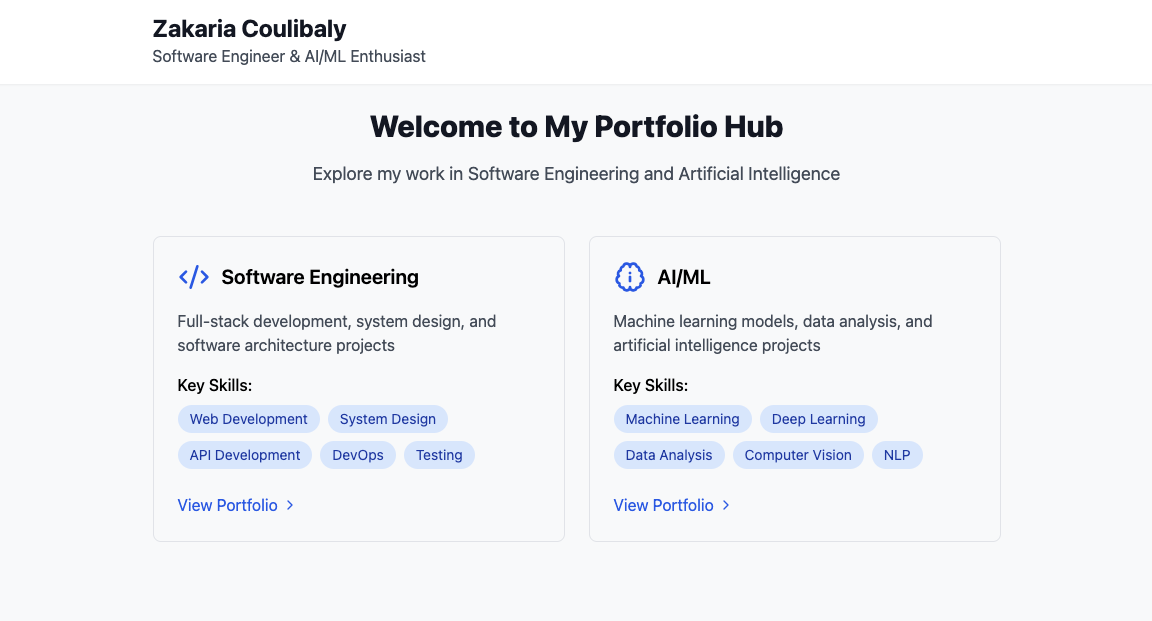 Zakaria Coulibaly
Software Engineer & AI/ML Enthusiast
Welcome to My Portfolio Hub
Explore my work in Software Engineering and Artificial Intelligence
Software Engineering
Full-stack development, system design, and
software architecture projects
Key Skills:
Web Development System Design
API Development DevOps Testing
View Portfolio
AI/ML
Machine learning models, data analysis, and
artificial intelligence projects
Key Skills:
Machine Learning Deep Learning
Data Analysis Computer Vision NLP
View Portfolio